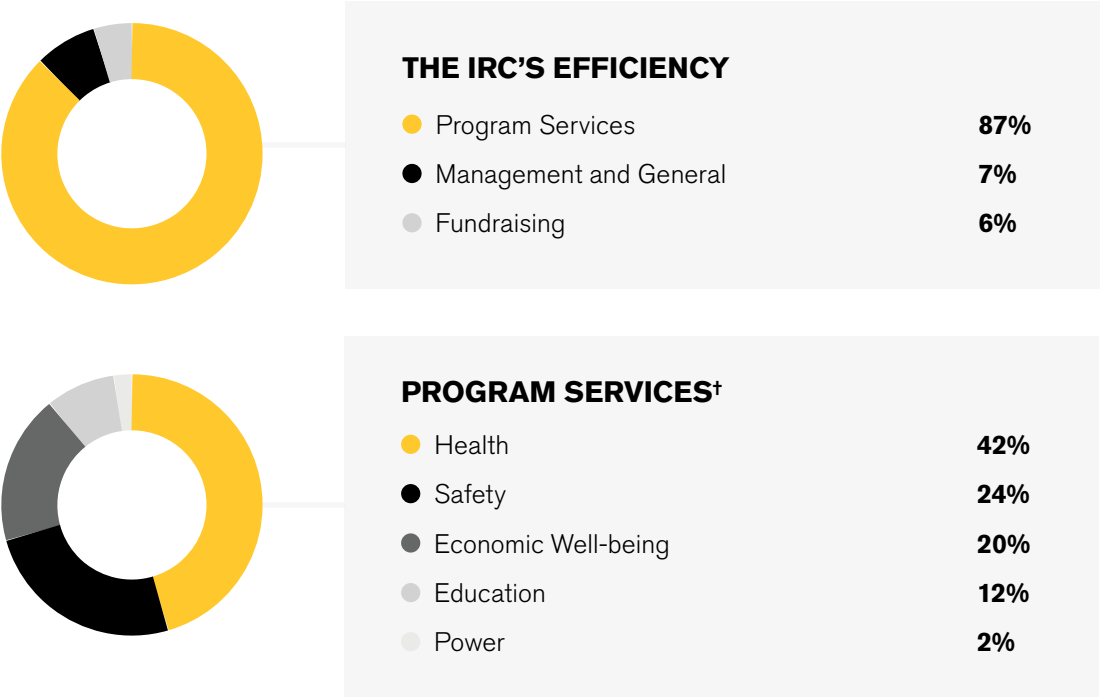 THE IRC’S EFFICIENCY
Program Services 87%
Management and General 7%
Fundraising 6%
PROGRAM SERVICES†
Health 42%
Safety 24%
Economic Well-being 20%
Education 12%
Power 2%